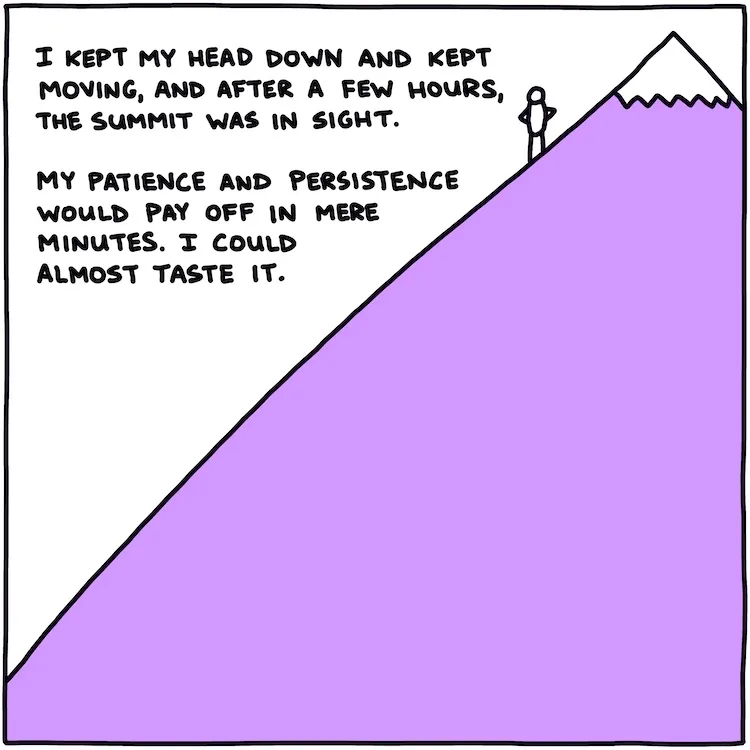 I KEPT MY HEAD DOWN AND KEPT
MOVING, AND AFTER A FEW HOURS,
THE SUMMIT WAS IN SIGHT.
MY PATIENCE AND PERSISTENCE
WOULD PAY OFF IN MERE
MINUTES. I COULD
ALMOST TASTE IT.